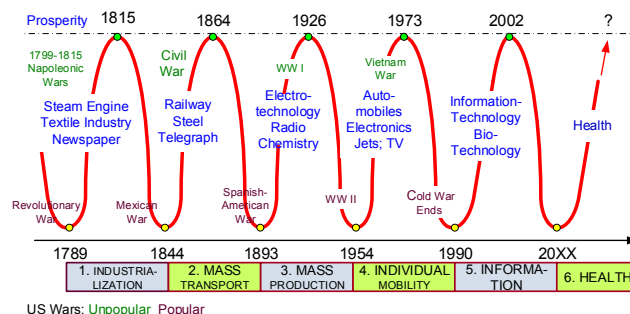 Prosperity
1815
1864
1926
1973
2002
?
1799-1815
Napoleonic
Wars
Civil
War
WW I
Vietnam
War
Steam Engine
Textile Industry
Newspaper
Railway
Steel
Telegraph
Electro-
technology
Radio
Chemistry
Auto-
mobiles
Electronics
Jets; TV
Information-
Technology
Bio-
Technology
Health
Revolutionary
War
Mexican
War
Spanish-
American
War
WW II
Cold War
Ends
1789
1844
1893
1954
1990
20XX
1. INDUSTRIA-
LIZATION
2. MASS
TRANSPORT
3. MASS
PRODUCTION
4. INDIVIDUAL
MOBILITY
5. INFORMA-
TION
6. HEALTH
US Wars: Unpopular Popular